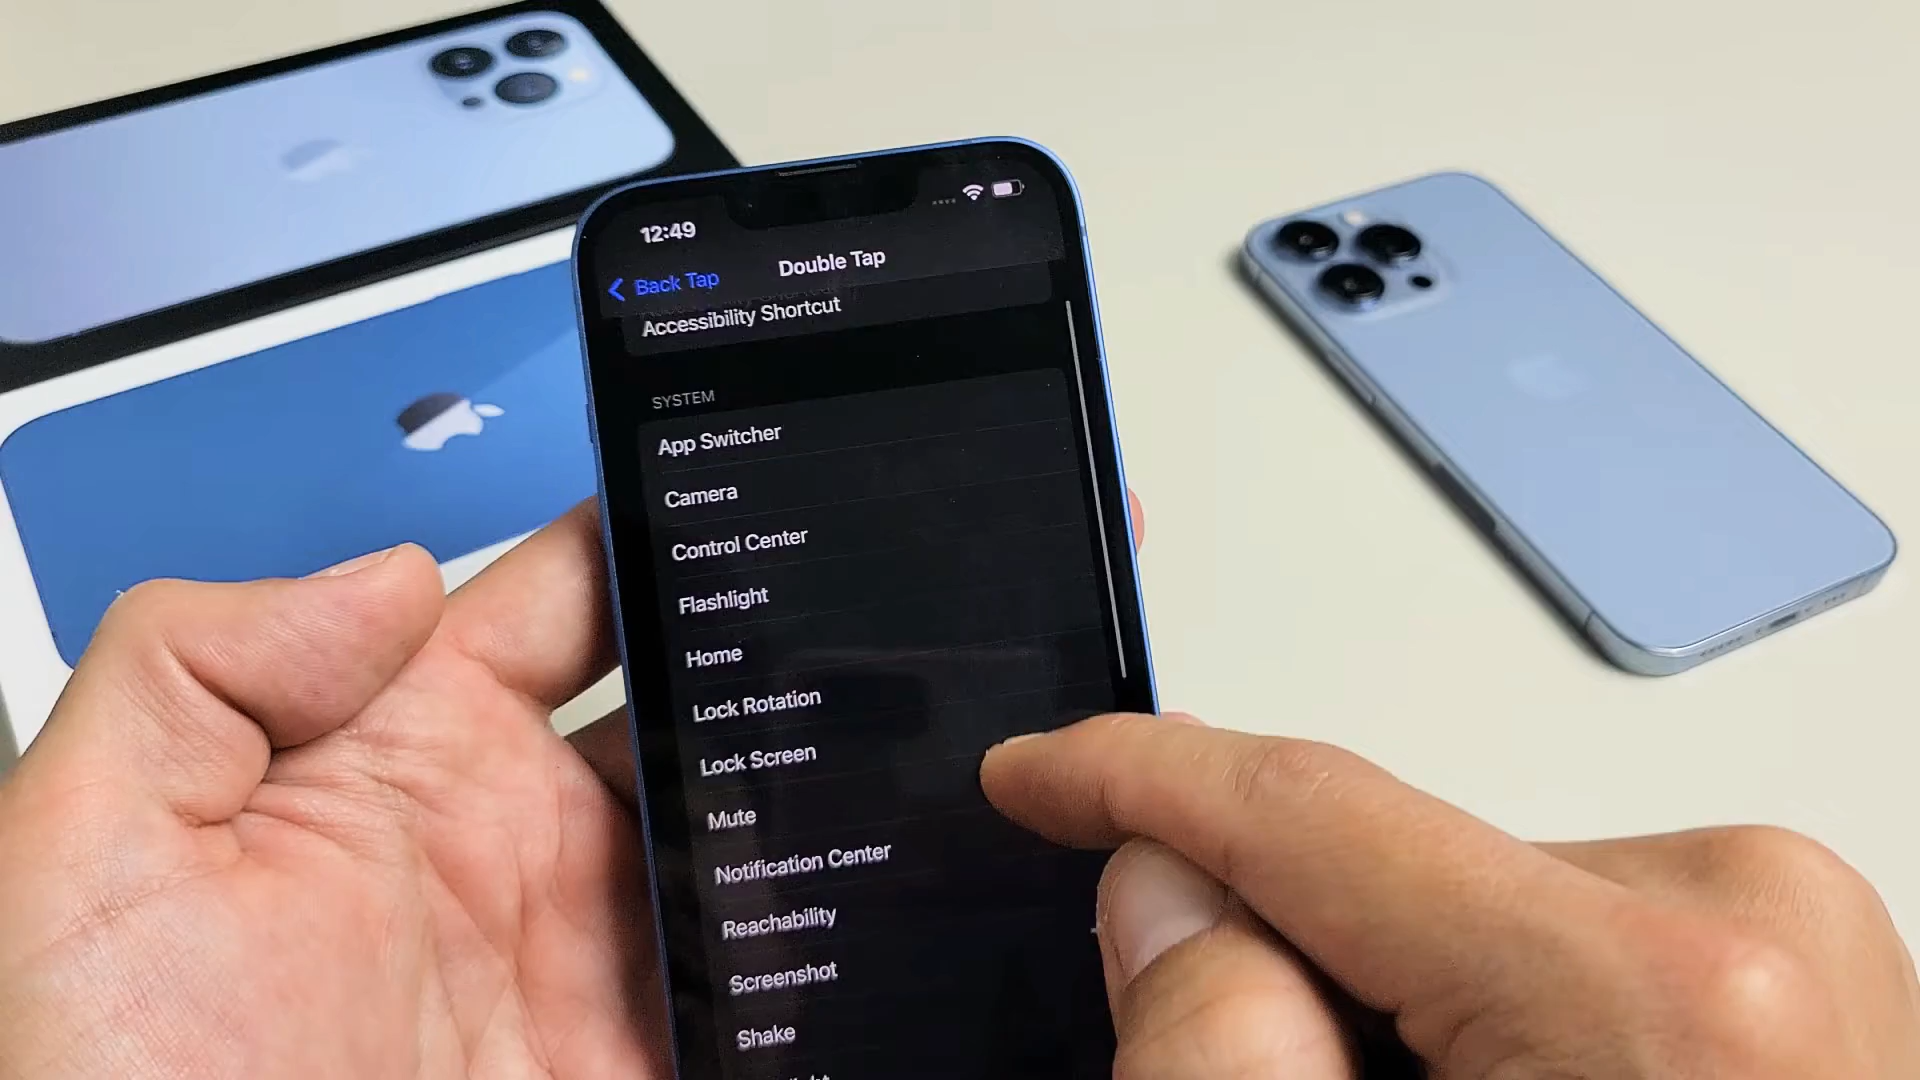 12:49
Back Tap
Double Tap
Accessibility Shortcut
SYSTEM
App Switcher
Camera
Control Center
Flashlight
Home
Lock Rotation
Lock Screen
Mute
Notification Center
Reachability
Screenshot
Shake